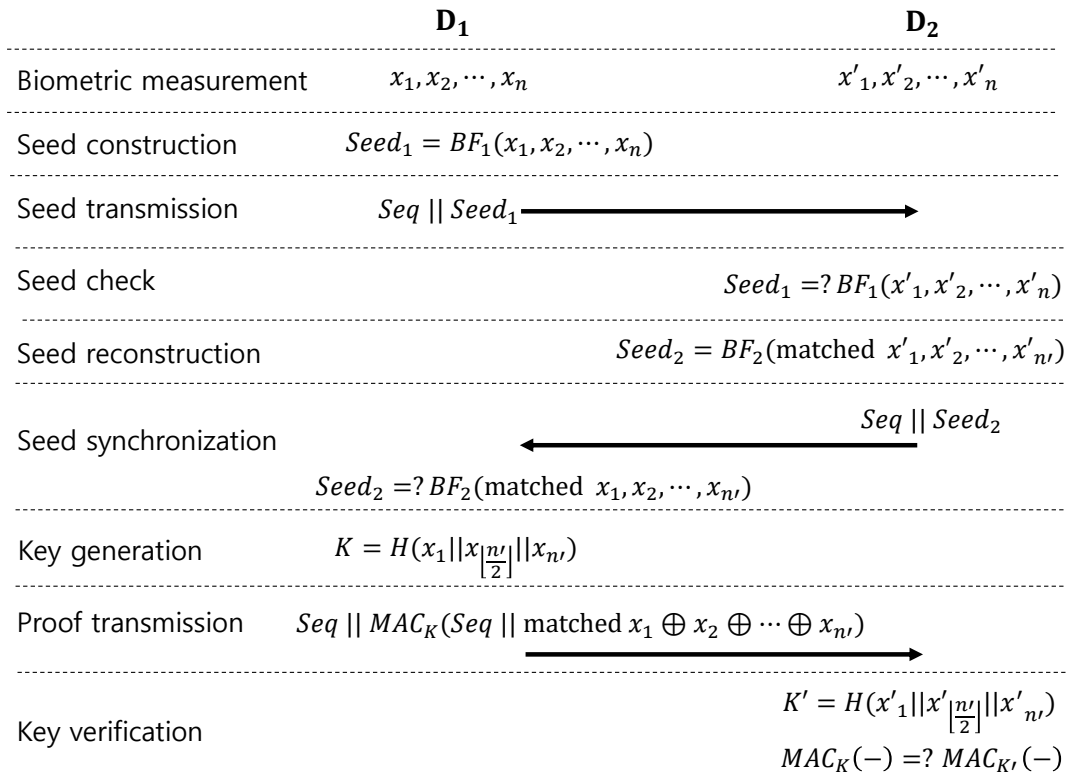 D₁ D₂
Biometric measurement x₁, x₂, ⋯, xₙ x'₁, x'₂, ⋯, x'ₙ
Seed construction Seed₁ = BF₁(x₁, x₂, ⋯, xₙ)
Seed transmission Seq || Seed₁
Seed check Seed₁ =? BF₁(x'₁, x'₂, ⋯, x'ₙ)
Seed reconstruction Seed₂ = BF₂(matched x'₁, x'₂, ⋯, x'ₙ′)
Seq || Seed₂
Seed synchronization
Seed₂ =? BF₂(matched x₁, x₂, ⋯, xₙ′)
Key generation K = H(x₁||x_⌊n′/2⌋||xₙ′)
Proof transmission Seq || MAC_K(Seq || matched x₁ ⊕ x₂ ⊕ ⋯ ⊕ xₙ′)
K′ = H(x'₁||x'_⌊n′/2⌋||x'ₙ′)
Key verification
MAC_K(−) =? MAC_K′(−)